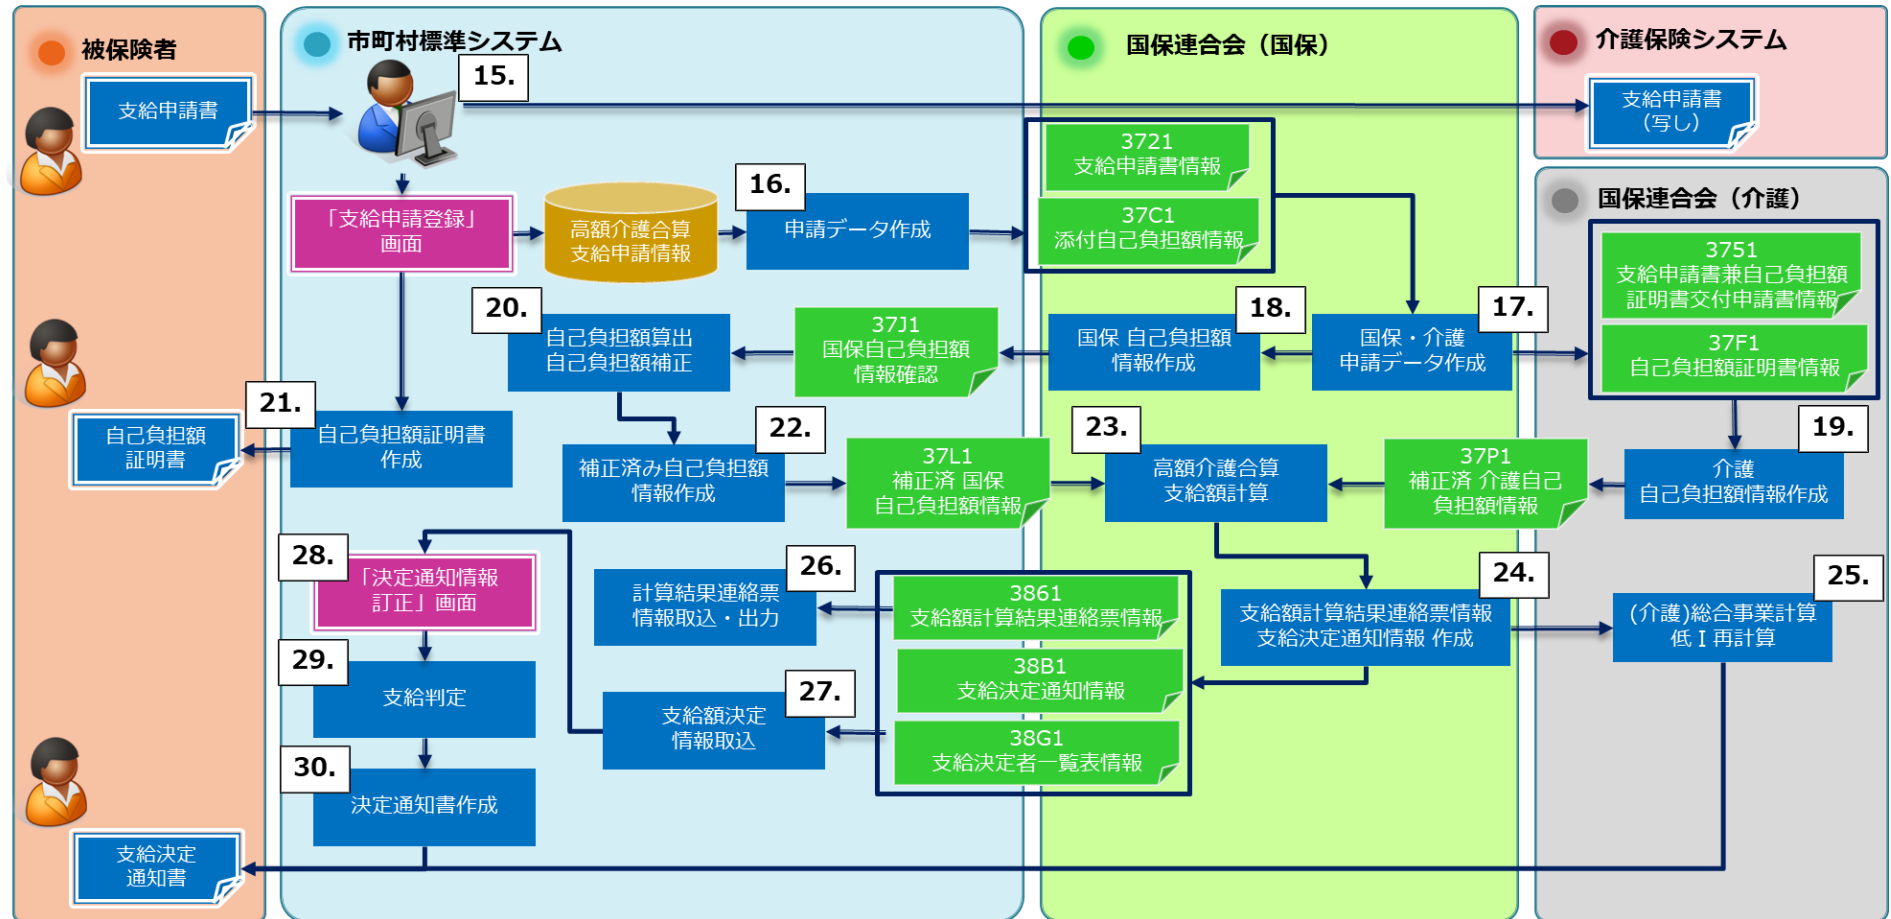 被保険者
支給申請書
市町村標準システム
15.
国保連合会（国保）
介護保険システム
支給申請書
（写し）
「支給申請登録」
画面
高額介護合算
支給申請情報
16.
申請データ作成
3721
支給申請書情報
37C1
添付自己負担額情報
国保連合会（介護）
3751
支給申請書兼自己負担額
証明書交付申請書情報
37F1
自己負担額証明書情報
20.
自己負担額算出
自己負担額補正
37J1
国保自己負担額
情報確認
18.
国保 自己負担額
情報作成
17.
国保・介護
申請データ作成
21.
自己負担額
証明書
自己負担額証明書
作成
22.
補正済み自己負担額
情報作成
37L1
補正済 国保
自己負担額情報
23.
高額介護合算
支給額計算
37P1
補正済 介護自己
負担額情報
19.
介護
自己負担額情報作成
28.
「決定通知情報
訂正」画面
26.
計算結果連絡票
情報取込・出力
3861
支給額計算結果連絡票情報
24.
支給額計算結果連絡票情報
支給決定通知情報 作成
25.
(介護)総合事業計算
低Ⅰ再計算
29.
支給判定
27.
支給額決定
情報取込
38B1
支給決定通知情報
38G1
支給決定者一覧表情報
30.
決定通知書作成
支給決定
通知書